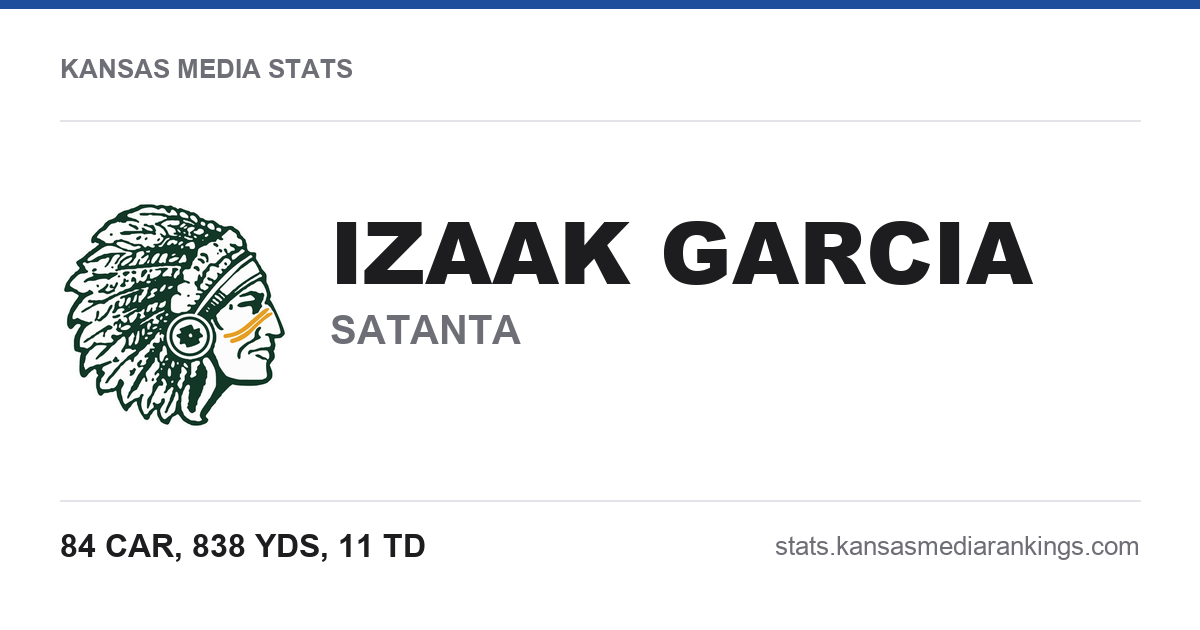 KANSAS MEDIA STATS
IZAAK GARCIA
SATANTA
84 CAR, 838 YDS, 11 TD
stats.kansasmediarankings.com